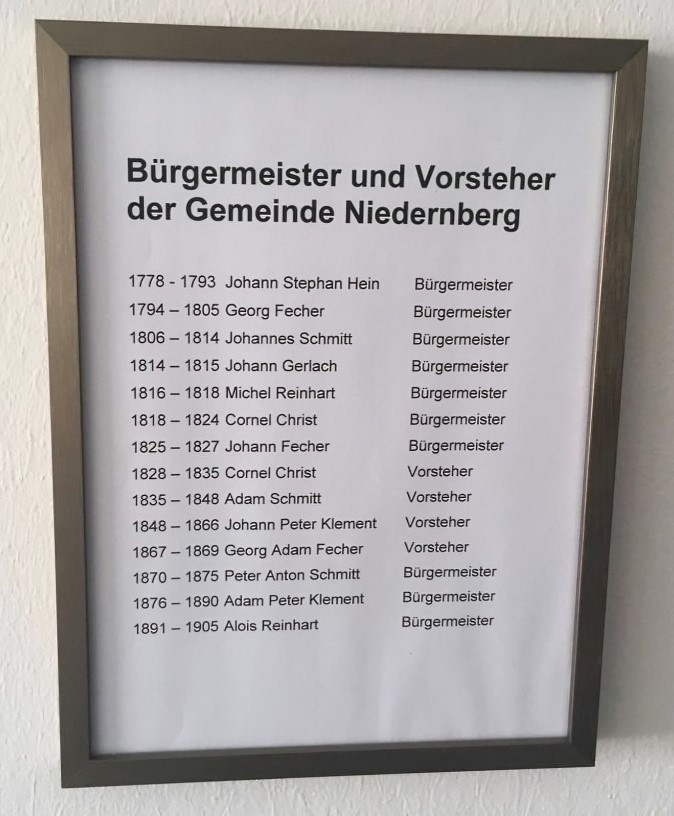 Bürgermeister und Vorsteher
der Gemeinde Niedernberg
1778 - 1793 Johann Stephan Hein Bürgermeister
1794 – 1805 Georg Fecher Bürgermeister
1806 – 1814 Johannes Schmitt Bürgermeister
1814 – 1815 Johann Gerlach Bürgermeister
1816 – 1818 Michel Reinhart Bürgermeister
1818 – 1824 Cornel Christ Bürgermeister
1825 – 1827 Johann Fecher Bürgermeister
1828 – 1835 Cornel Christ Vorsteher
1835 – 1848 Adam Schmitt Vorsteher
1848 – 1866 Johann Peter Klement Vorsteher
1867 – 1869 Georg Adam Fecher Vorsteher
1870 – 1875 Peter Anton Schmitt Bürgermeister
1876 – 1890 Adam Peter Klement Bürgermeister
1891 – 1905 Alois Reinhart Bürgermeister